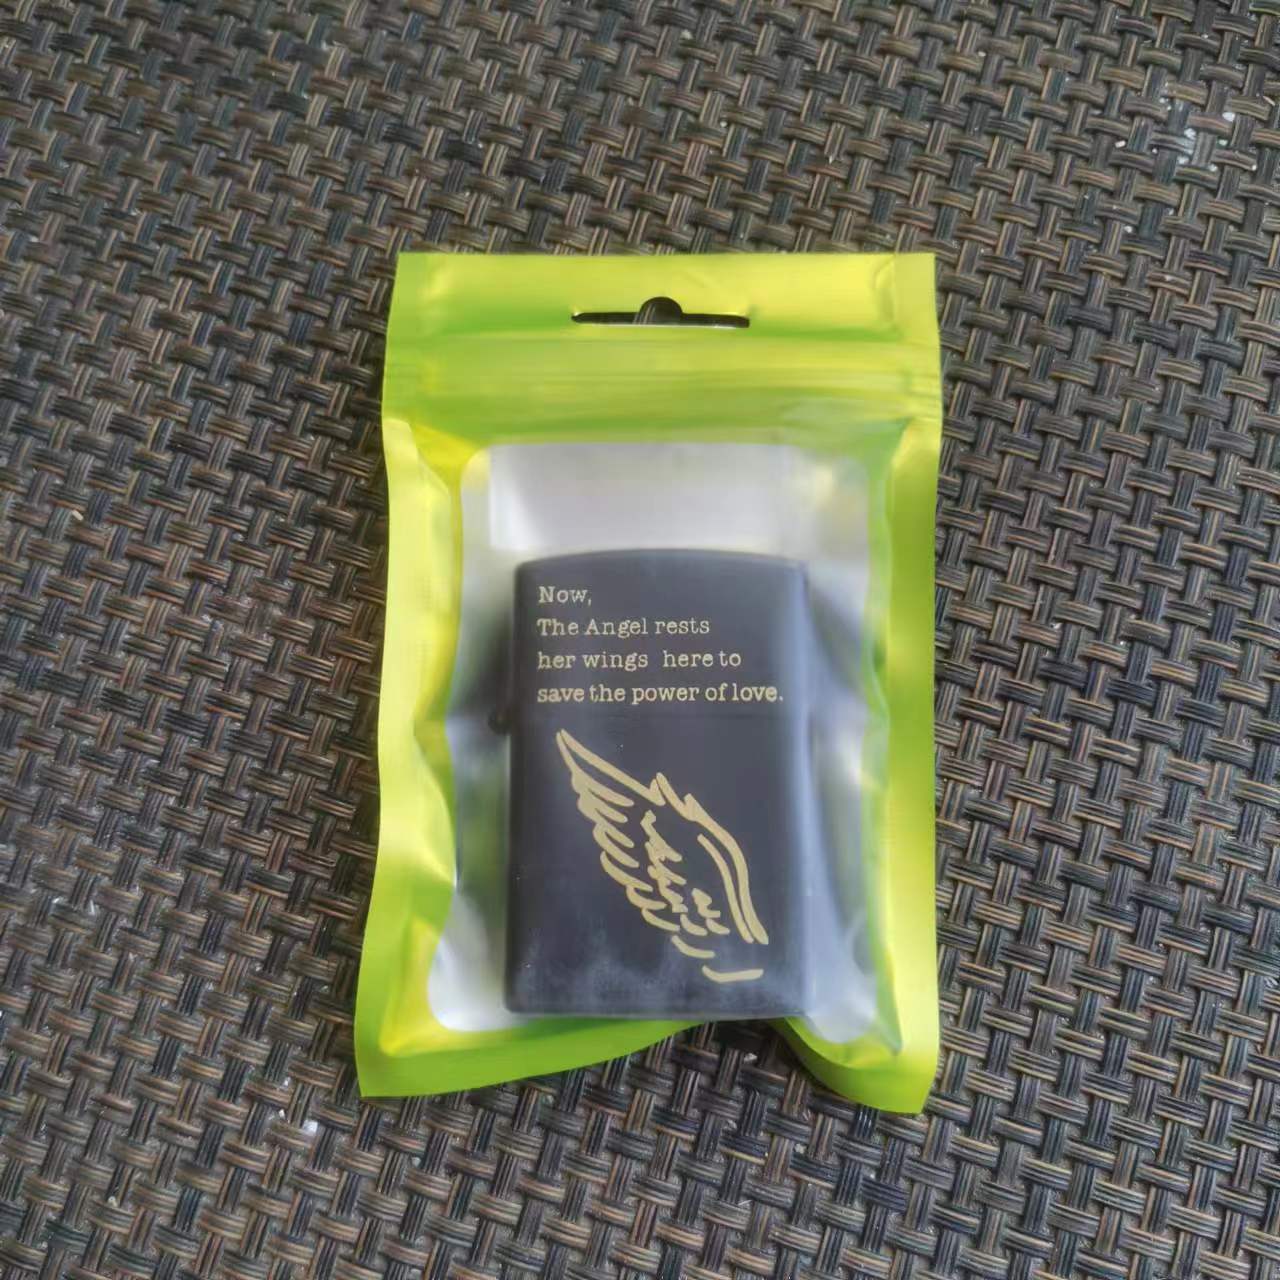 Now,
The Angel rests
her wings here to
save the power of love.